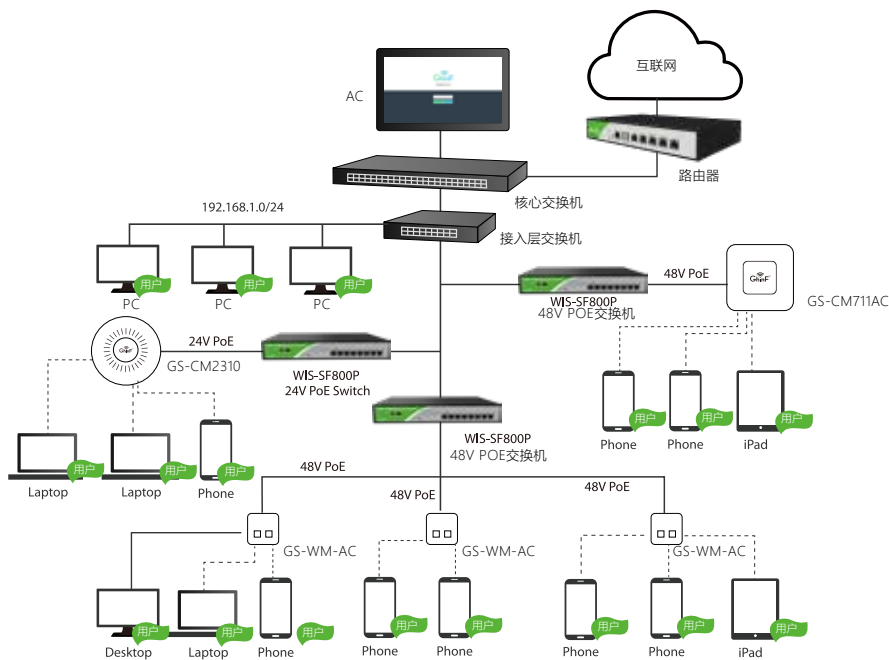 互联网
AC
路由器
核心交换机
192.168.1.0/24
接入层交换机
用户
用户
用户
PC
PC
PC
48V PoE
WIS-SF800P
48V POE交换机
GS-CM711AC
24V PoE
GS-CM2310
WIS-SF800P
24V PoE Switch
用户
用户
用户
Phone
Phone
iPad
WIS-SF800P
48V POE交换机
用户
用户
用户
Laptop
Laptop
Phone
48V PoE
48V PoE
48V PoE
GS-WM-AC
GS-WM-AC
GS-WM-AC
用户
用户
用户
用户
用户
用户
用户
用户
Desktop
Laptop
Phone
Phone
Phone
Phone
Phone
iPad